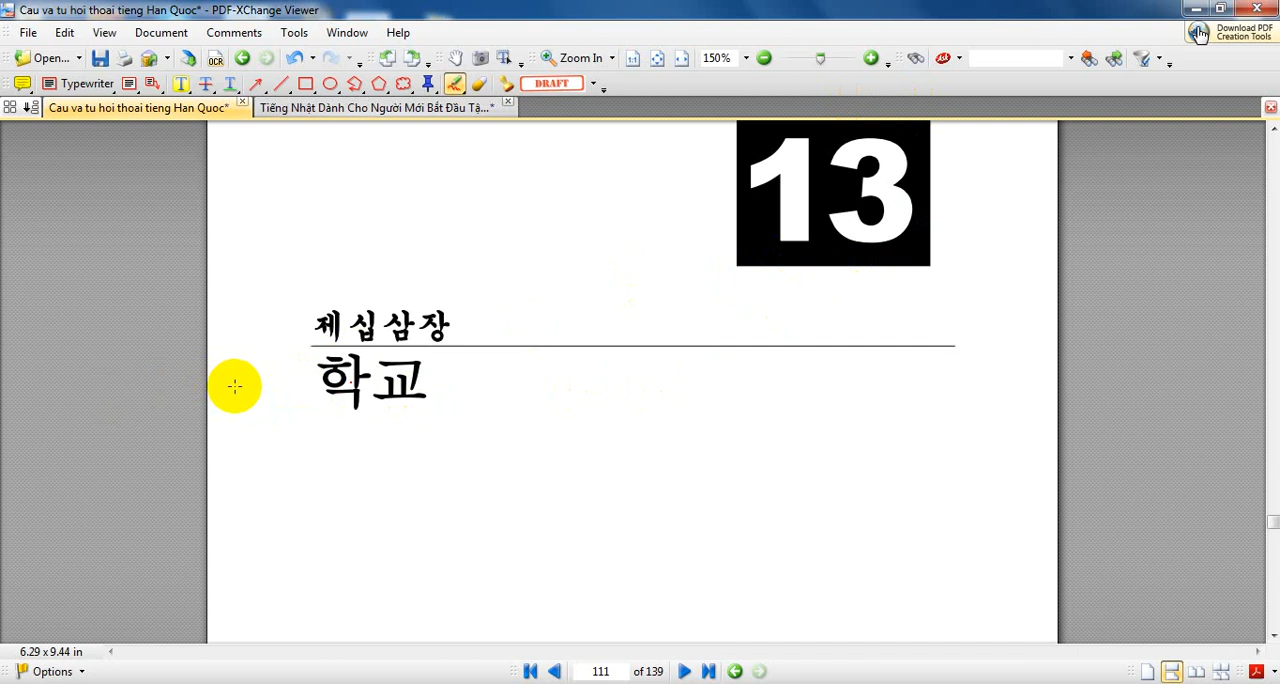 Cau va tu hoi thoai tieng Han Quoc* - PDF-XChange Viewer
File Edit View Document Comments Tools Window Help
Download PDF Creation Tools
Open... OCR Zoom In 150%
Typewriter T T T DRAFT
Cau va tu hoi thoai tieng Han Quoc* Tiếng Nhật Dành Cho Người Mới Bắt Đầu Tậ...*
13
제십삼장
학교
6.29 x 9.44 in
Options 111 of 139